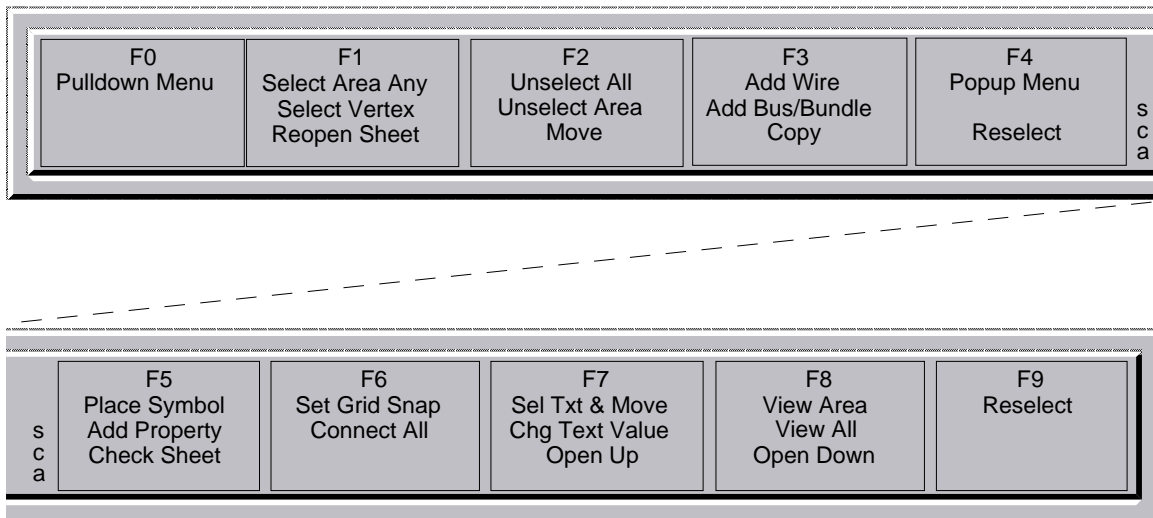 F0
Pulldown Menu
F1
Select Area Any
Select Vertex
Reopen Sheet
F2
Unselect All
Unselect Area
Move
F3
Add Wire
Add Bus/Bundle
Copy
F4
Popup Menu
Reselect
s
c
a
s
c
a
F5
Place Symbol
Add Property
Check Sheet
F6
Set Grid Snap
Connect All
F7
Sel Txt & Move
Chg Text Value
Open Up
F8
View Area
View All
Open Down
F9
Reselect